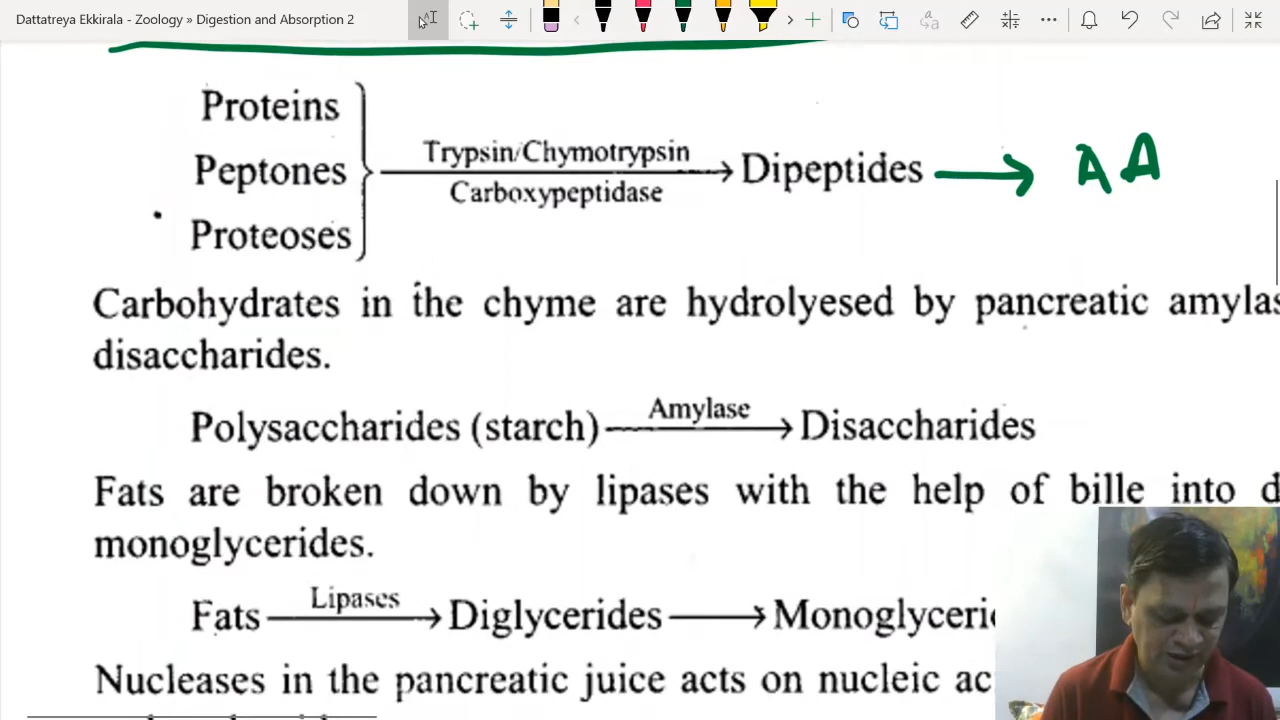 Dattatreya Ekkirala - Zoology » Digestion and Absorption 2
Proteins
Peptones
Proteoses
Trypsin/Chymotrypsin
Carboxypeptidase
Dipeptides
AA
Carbohydrates in the chyme are hydrolyesed by pancreatic amylas
disaccharides.
Polysaccharides (starch) Amylase Disaccharides
Fats are broken down by lipases with the help of bille into d
monoglycerides.
Fats Lipases Diglycerides Monoglyceri
Nucleases in the pancreatic juice acts on nucleic ac